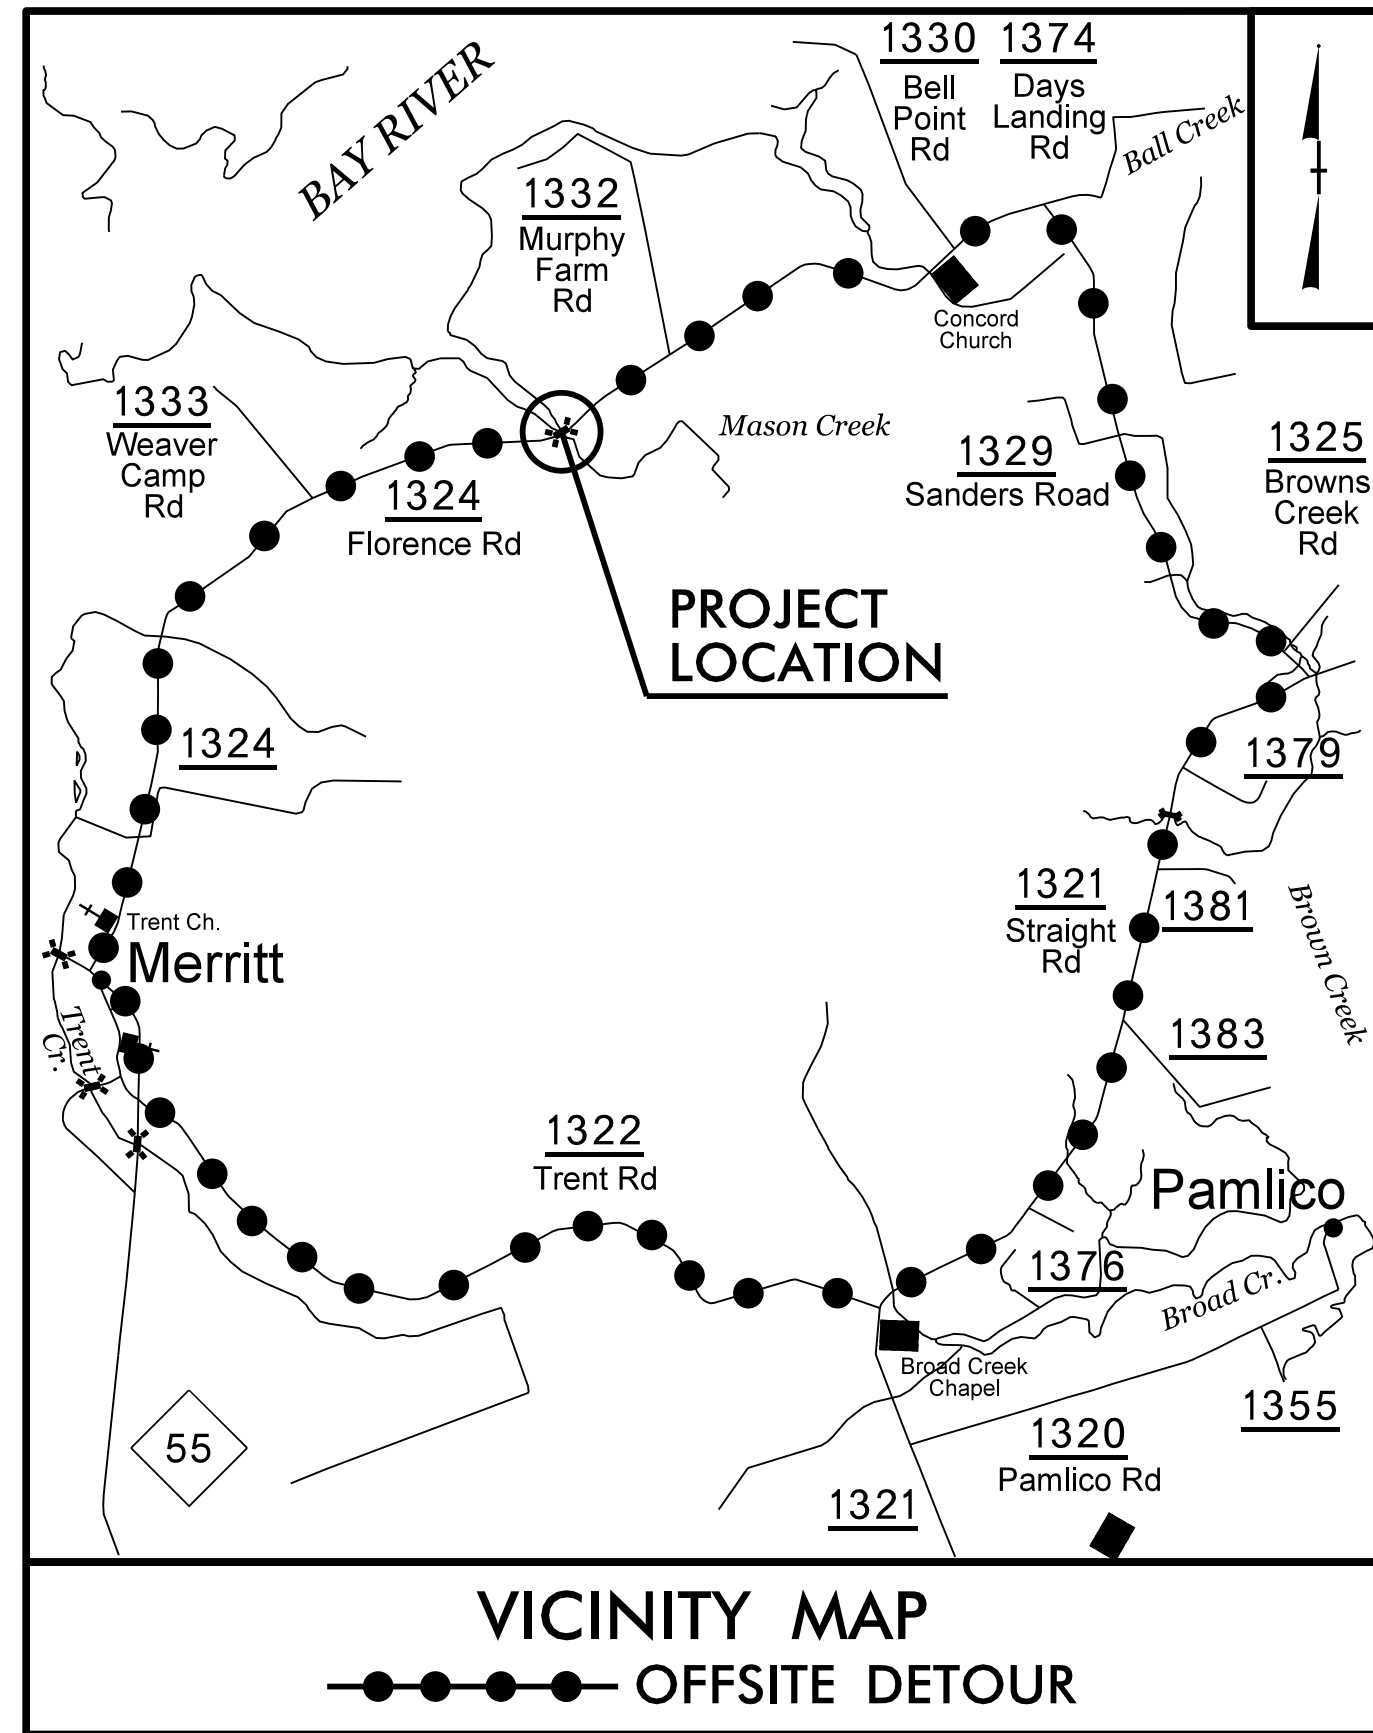 1330
Bell
Point
Rd
1374
Days
Landing
Rd
Ball Creek
BAY RIVER
1332
Murphy
Farm
Rd
Concord
Church
1333
Weaver
Camp
Rd
Mason Creek
1324
Florence Rd
1329
Sanders Road
1325
Browns
Creek
Rd
PROJECT
LOCATION
1324
1379
1321
Straight
Rd
1381
Brown Creek
Trent Ch.
Merritt
Trent
Cr.
1383
1322
Trent Rd
Pamlico
1376
Broad Cr.
Broad Creek
Chapel
1355
1320
Pamlico Rd
55
1321
VICINITY MAP
OFFSITE DETOUR